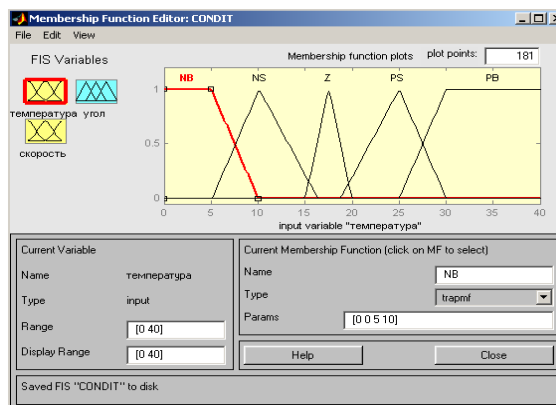 Membership Function Editor: CONDIT
File Edit View
FIS Variables
температура угол
скорость
Membership function plots plot points: 181
NB NS Z PS PB
1
0.5
0
0 5 10 15 20 25 30 35 40
input variable "температура"
Current Variable
Name температура
Type input
Range [0 40]
Display Range [0 40]
Current Membership Function (click on MF to select)
Name NB
Type trapmf
Params [0 0 5 10]
Help Close
Saved FIS "CONDIT" to disk